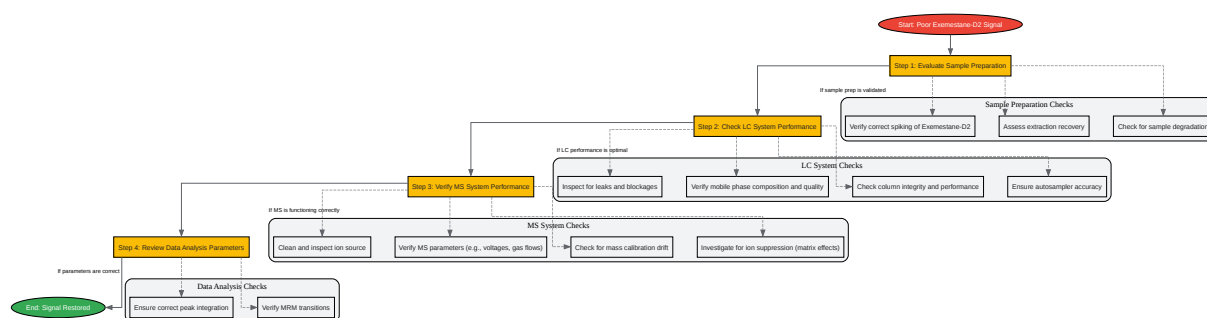 Start: Poor Exomestane-D2 Signal
Step 1: Evaluate Sample Preparation
If sample prep is validated
Sample Preparation Checks
Verify correct spiking of Exemestane-D2
Assess extraction recovery
Check for sample degradation
Step 2: Check LC System Performance
If LC performance is optimal
LC System Checks
Inspect for leaks and blockages
Verify mobile phase composition and quality
Check column integrity and performance
Ensure autosampler accuracy
Step 3: Verify MS System Performance
If MS is functioning correctly
MS System Checks
Clean and inspect ion source
Verify MS parameters (e.g., voltages, gas flows)
Check for mass calibration drift
Investigate for ion suppression (matrix effects)
Step 4: Review Data Analysis Parameters
If parameters are correct
Data Analysis Checks
Ensure correct peak integration
Verify MRM transitions
End: Signal Restored